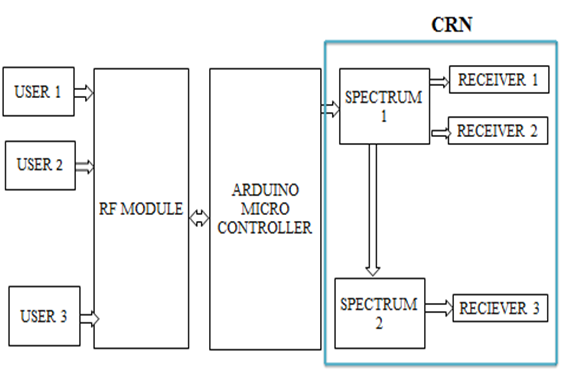 CRN
USER 1
USER 2
USER 3
RF MODULE
ARDUINO
MICRO
CONTROLLER
SPECTRUM
1
RECEIVER 1
RECEIVER 2
SPECTRUM
2
RECIEVER 3